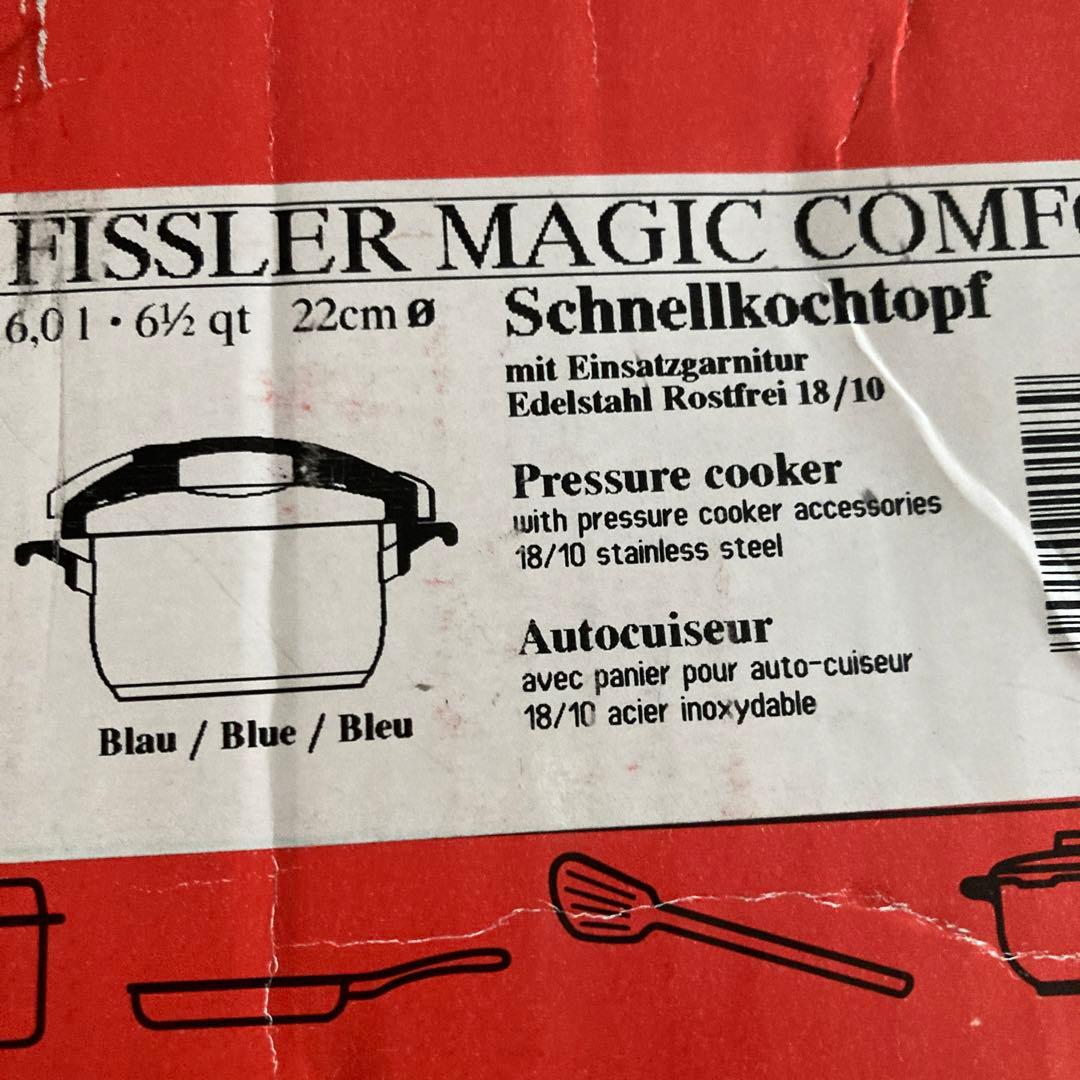 FISSLER MAGIC COMF
6,0 l · 6½ qt 22cm ø
Schnellkochtopf
mit Einsatzgarnitur
Edelstahl Rostfrei 18/10
Pressure cooker
with pressure cooker accessories
18/10 stainless steel
Autocuiseur
avec panier pour auto-cuiseur
18/10 acier inoxydable
Blau / Blue / Bleu